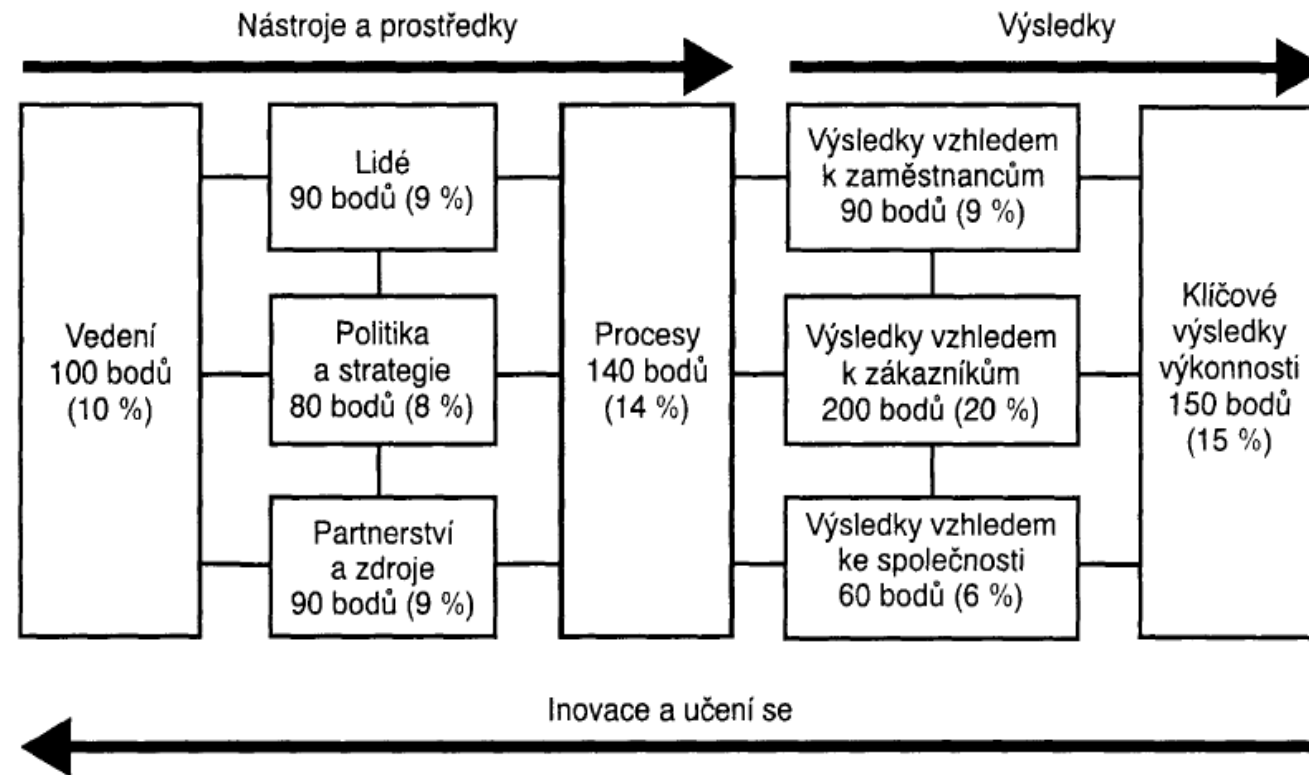 Nástroje a prostředky
Výsledky
Vedení
100 bodů
(10 %)
Lidé
90 bodů (9 %)
Politika
a strategie
80 bodů (8 %)
Partnerství
a zdroje
90 bodů (9 %)
Procesy
140 bodů
(14 %)
Výsledky vzhledem
k zaměstnancům
90 bodů (9 %)
Výsledky vzhledem
k zákazníkům
200 bodů (20 %)
Výsledky vzhledem
ke společnosti
60 bodů (6 %)
Klíčové
výsledky
výkonnosti
150 bodů
(15 %)
Inovace a učení se